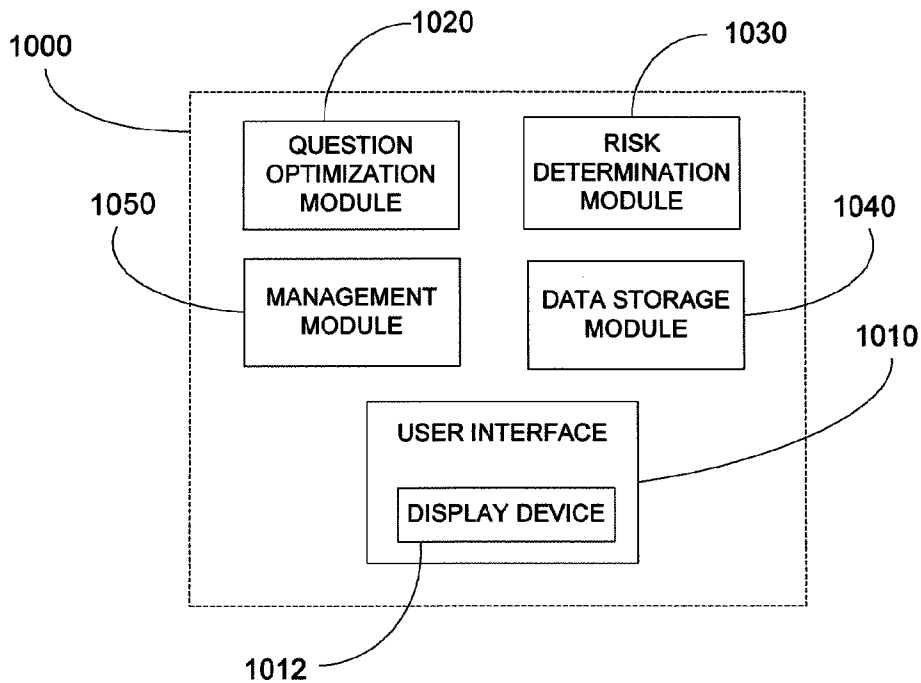 1020
1030
1000
QUESTION
OPTIMIZATION
MODULE
RISK
DETERMINATION
MODULE
1050
1040
MANAGEMENT
MODULE
DATA STORAGE
MODULE
1010
USER INTERFACE
DISPLAY DEVICE
1012